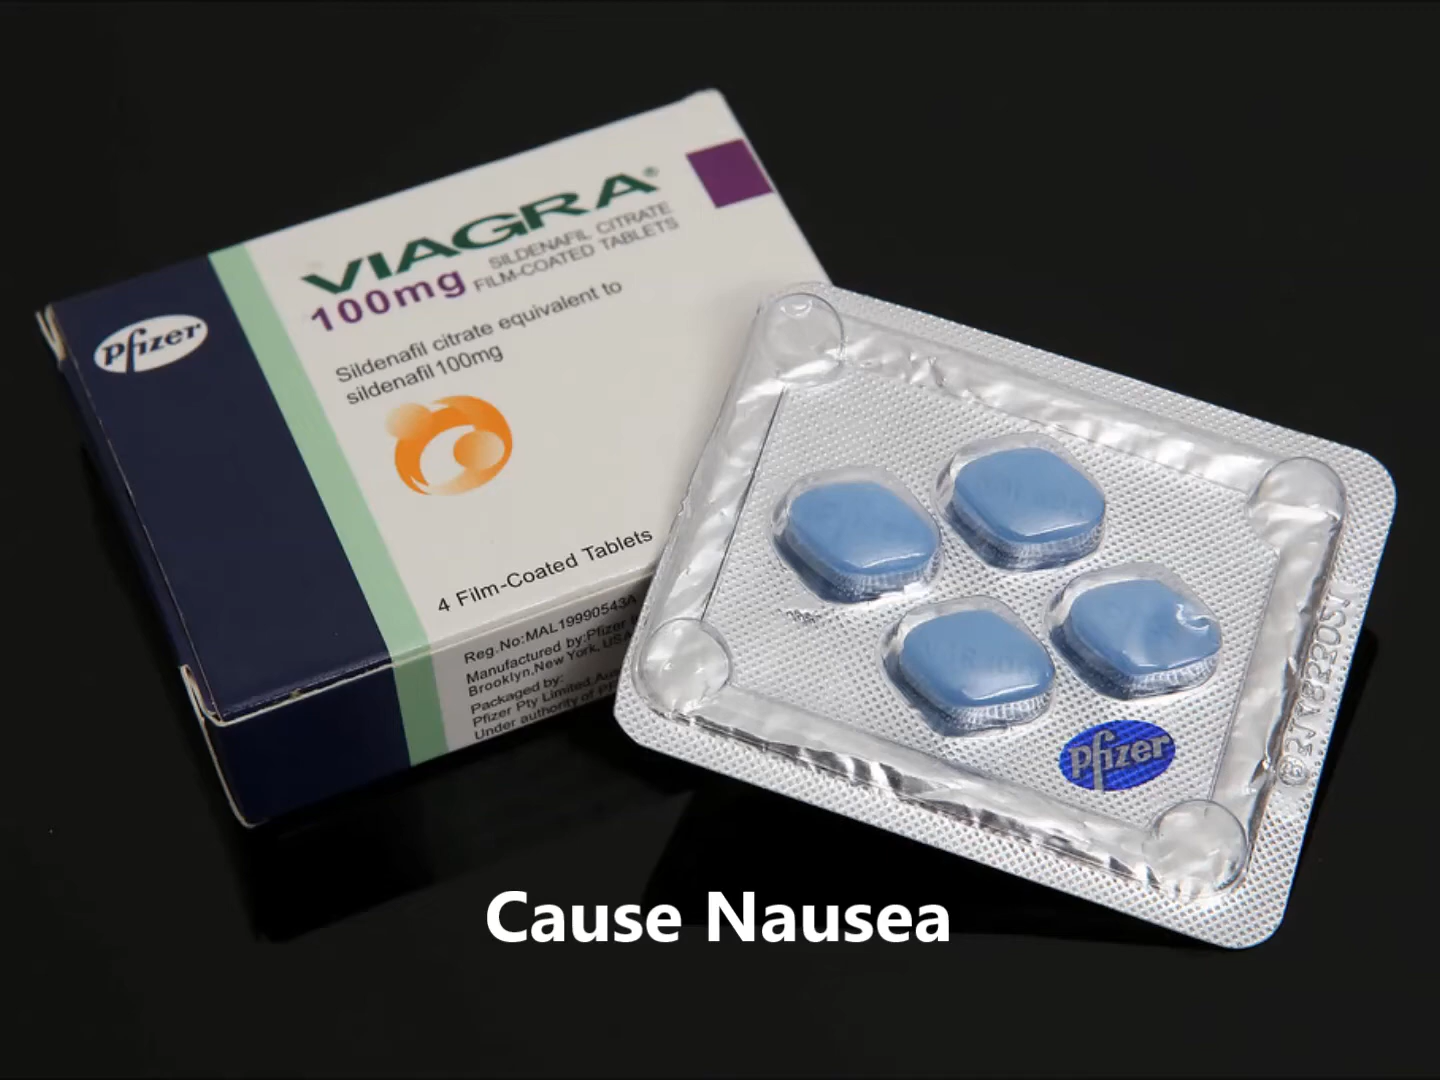 VIAGRA®
100mg
SILDENAFIL CITRATE
FILM-COATED TABLETS
Sildenafil citrate equivalent to
sildenafil 100mg
Pfizer
4 Film-Coated Tablets
Reg.No:MAL19990543A
Manufactured by:Pfizer
Brooklyn,New York, USA
Packaged by:
Pfizer Pty Limited,
Under authority of
Pfizer
Cause Nausea